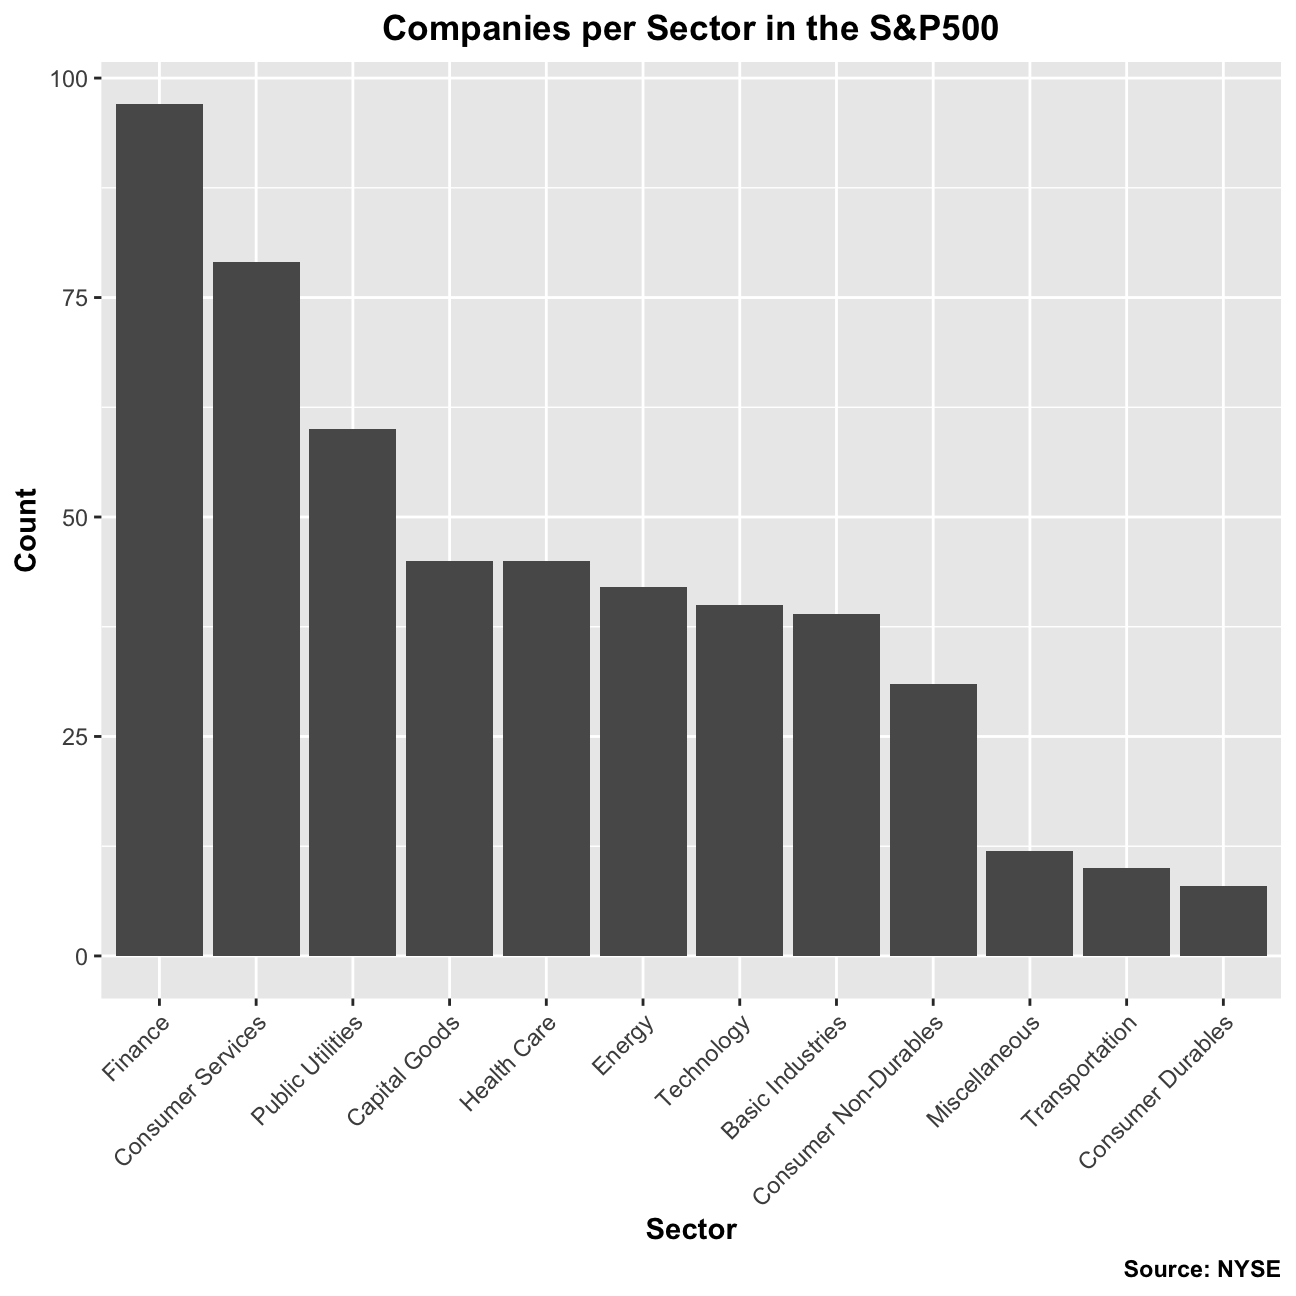 Companies per Sector in the S&P500
100
75
50
25
0
Count
Finance
Consumer Services
Public Utilities
Capital Goods
Health Care
Energy
Technology
Basic Industries
Consumer Non-Durables
Miscellaneous
Transportation
Consumer Durables
Sector
Source: NYSE